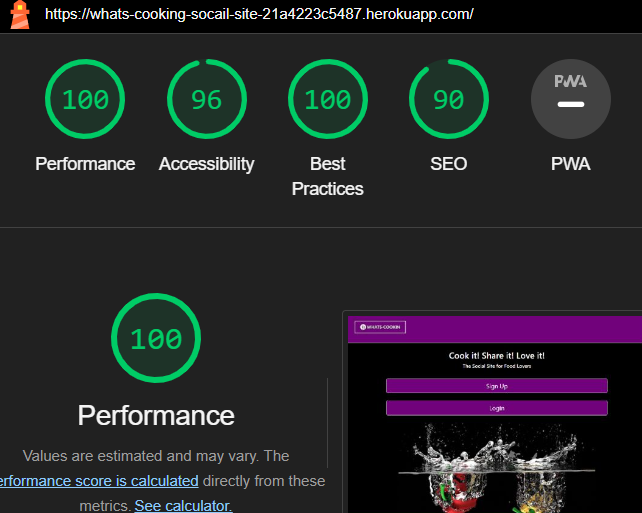 https://whats-cooking-socail-site-21a4223c5487.herokuapp.com/
100 96 100 90 PWA
Performance Accessibility Best Practices SEO PWA
100
WHATS-COOKIN
Cook it! Share it! Love it!
The Social Site for Food Lovers
Sign Up
Login
Performance
Values are estimated and may vary. The
erformance score is calculated directly from these
metrics. See calculator.